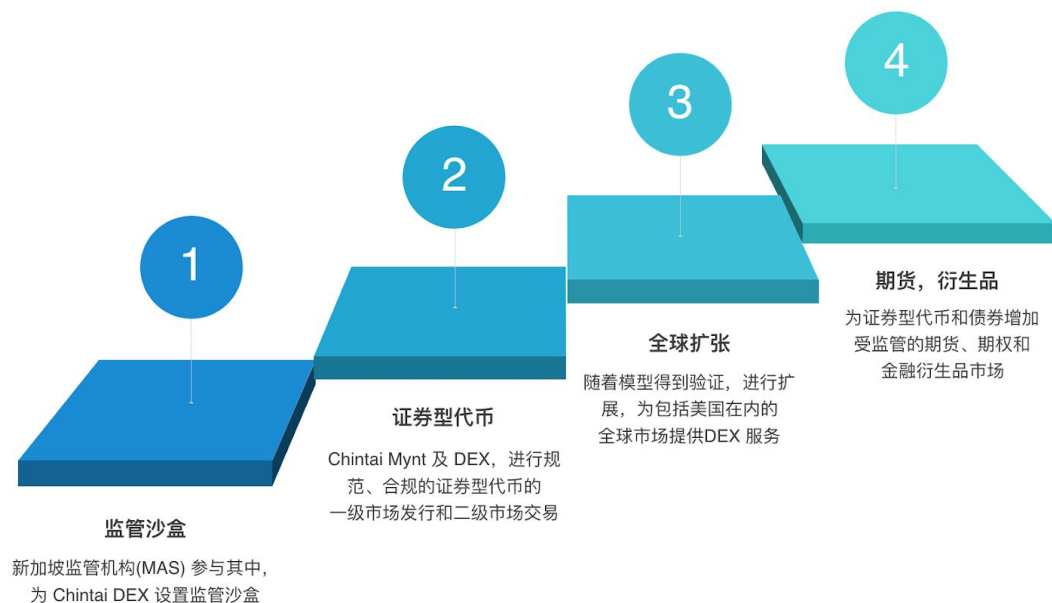 1
监管沙盒
新加坡监管机构(MAS) 参与其中，
为 Chintai DEX 设置监管沙盒
2
证券型代币
Chintai Mynt 及 DEX，进行规
范、合规的证券型代币的
一级市场发行和二级市场交易
3
全球扩张
随着模型得到验证，进行扩
展，为包括美国在内的
全球市场提供DEX 服务
4
期货，衍生品
为证券型代币和债券增加
受监管的期货、期权和
金融衍生品市场